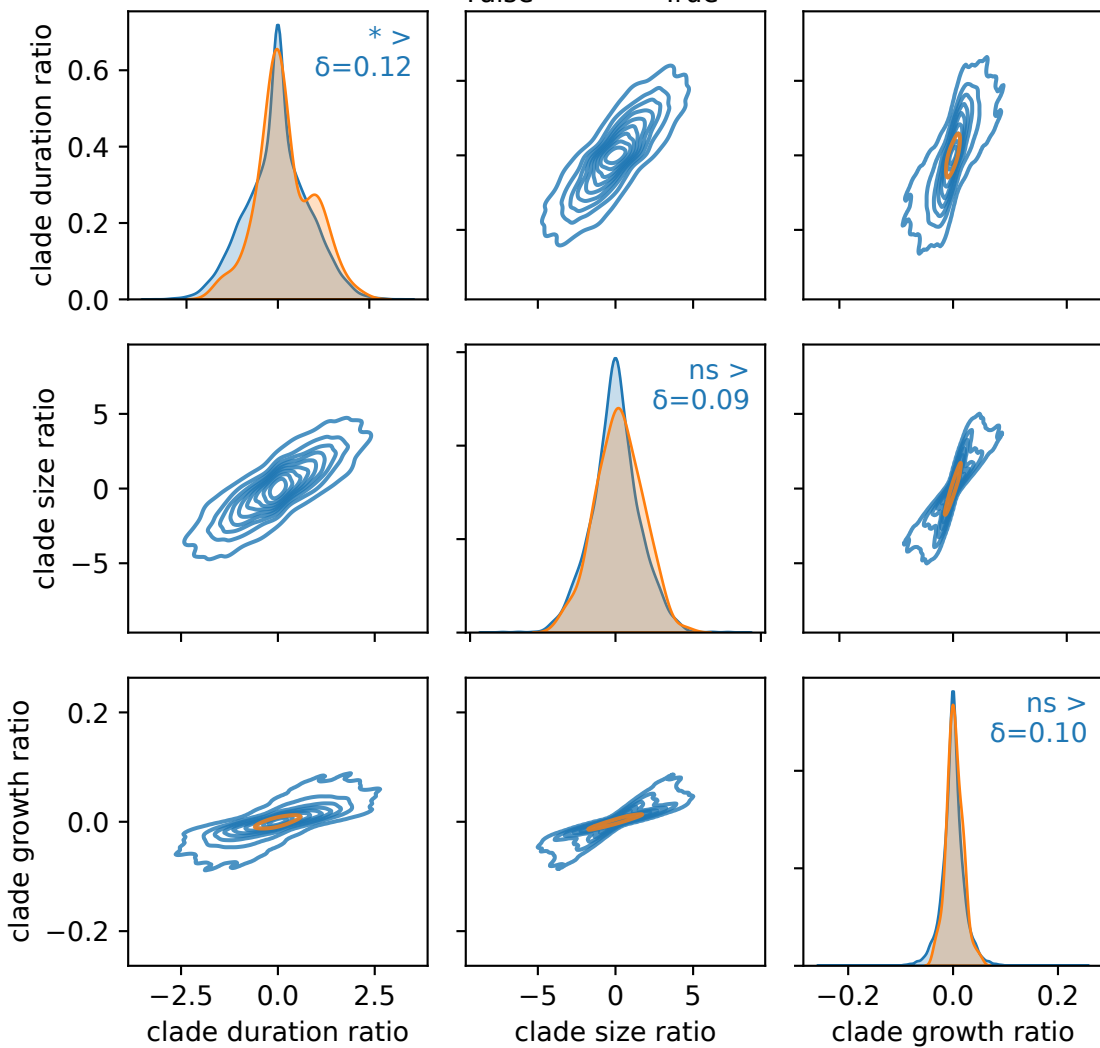 clade duration ratio
0.6
0.4
0.2
0.0
* >
δ=0.12
clade size ratio
5
0
−5
ns >
δ=0.09
clade growth ratio
0.2
0.0
−0.2
ns >
δ=0.10
−2.5 0.0 2.5
−5 0 5
−0.2 0.0 0.2
clade duration ratio
clade size ratio
clade growth ratio